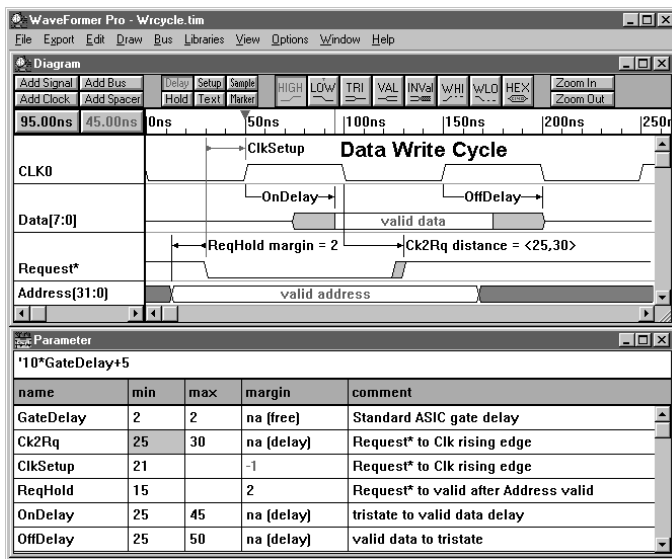 WaveFormer Pro - Wrcycle.tim
File Export Edit Draw Bus Libraries View Options Window Help
Diagram
Add Signal Add Bus Delay Setup Sample HIGH LOW TRI VAL INVal WHI WLO HEX Zoom In
Add Clock Add Spacer Hold Text Marker Zoom Out
95.00ns 45.00ns 0ns 50ns 100ns 150ns 200ns 250n
ClkSetup Data Write Cycle
CLK0
OnDelay OffDelay
Data[7:0] valid data
ReqHold margin = 2 Ck2Rq distance = <25,30>
Request*
Address[31:0] valid address
Parameter
'10*GateDelay+5
name min max margin comment
GateDelay 2 2 na (free) Standard ASIC gate delay
Ck2Rq 25 30 na (delay) Request* to Clk rising edge
ClkSetup 21 -1 Request* to Clk rising edge
ReqHold 15 2 Request* to valid after Address valid
OnDelay 25 45 na (delay) tristate to valid data delay
OffDelay 25 50 na (delay) valid data to tristate